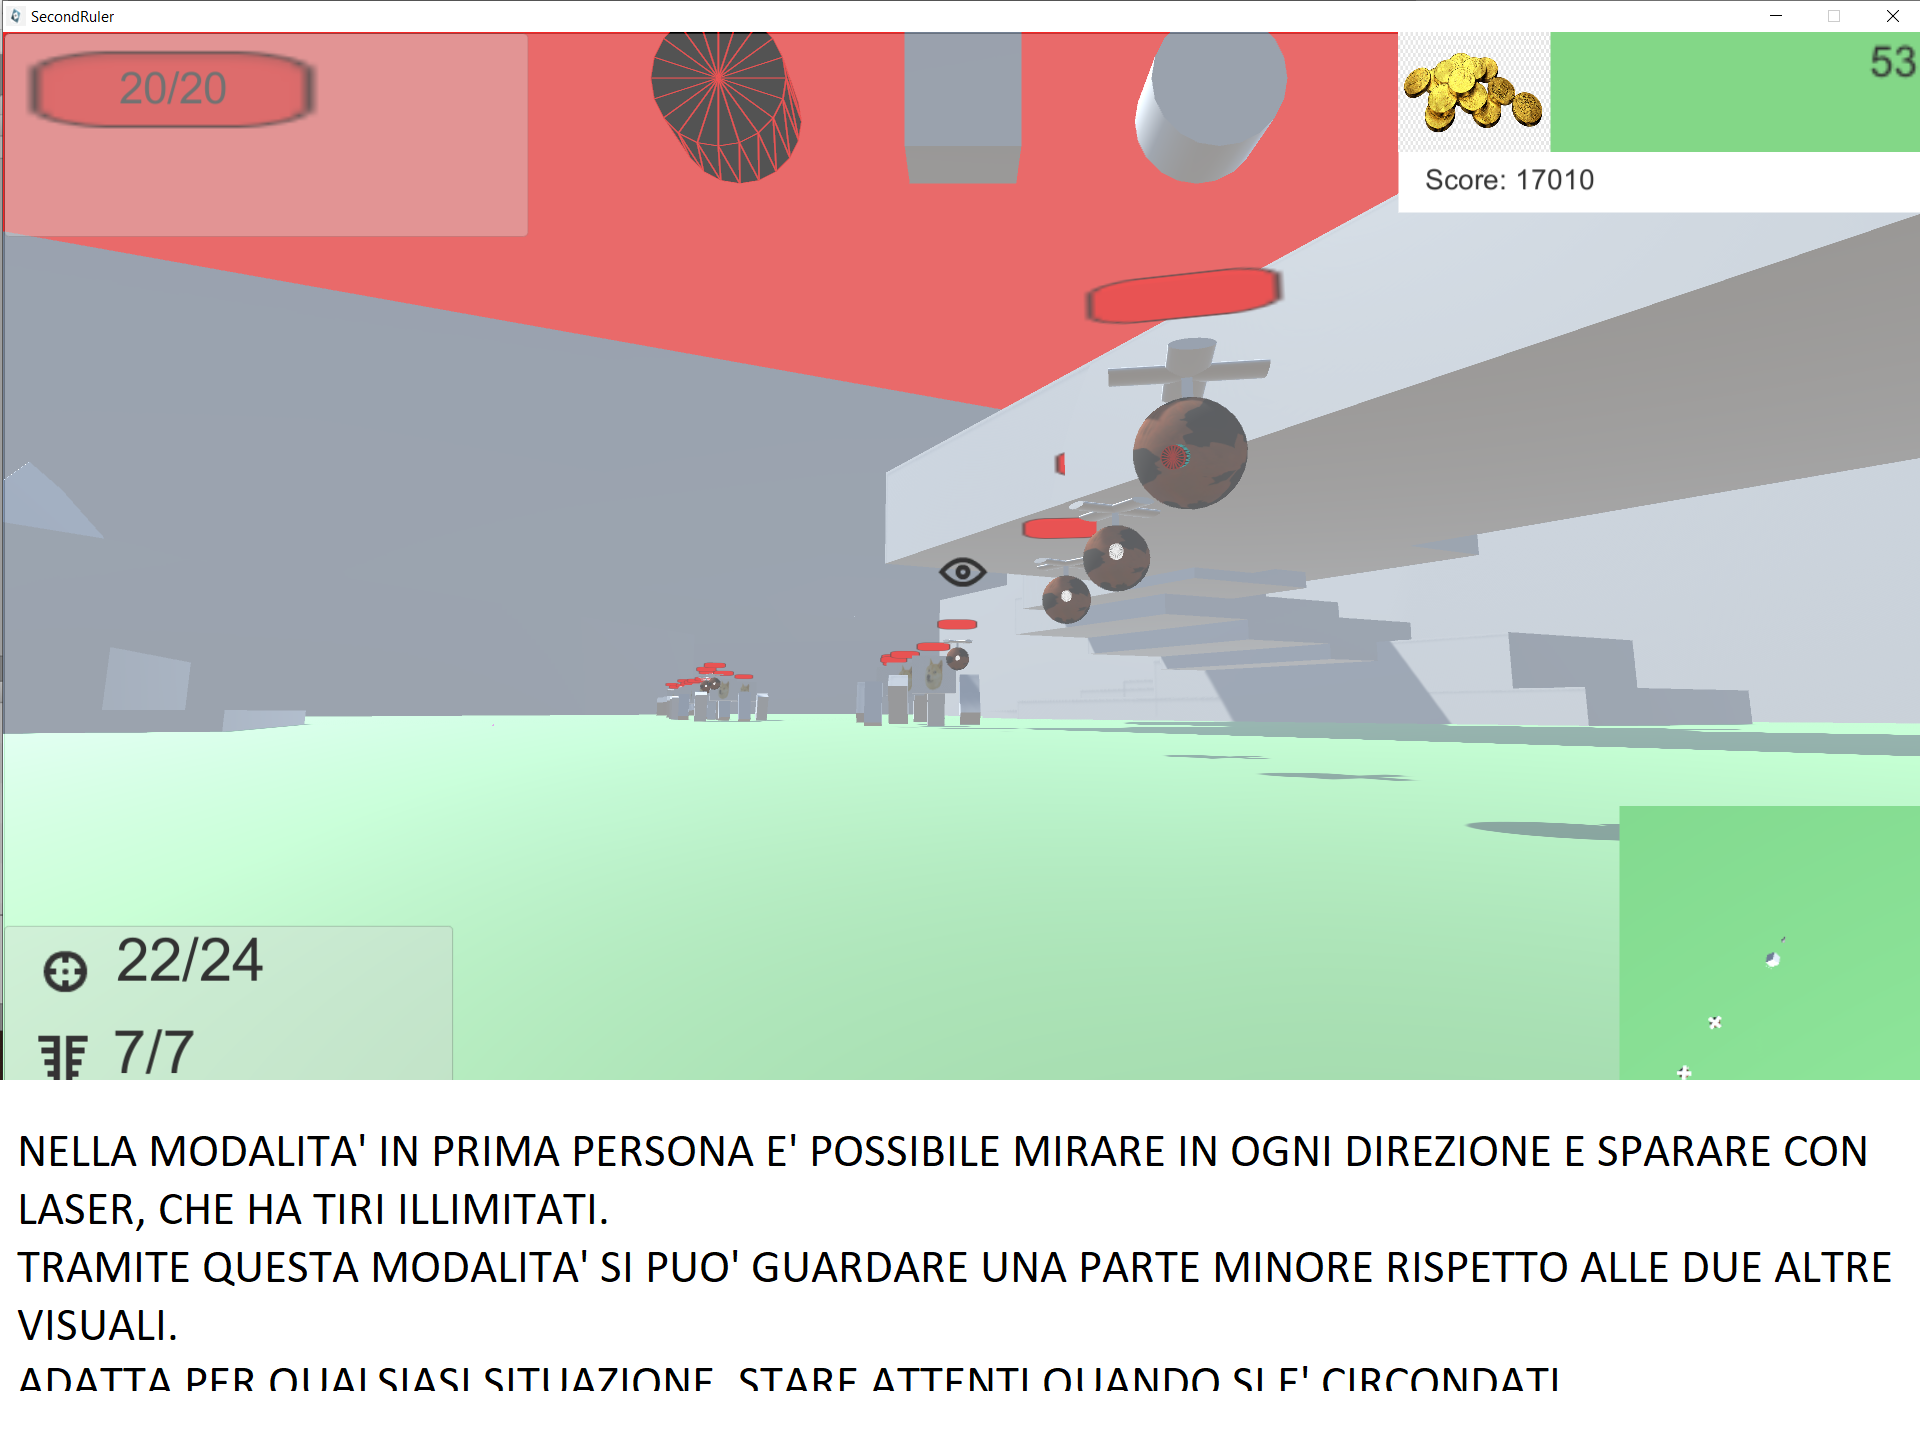 SecondRuler
20/20
53
Score: 17010
22/24
7/7
NELLA MODALITA' IN PRIMA PERSONA E' POSSIBILE MIRARE IN OGNI DIREZIONE E SPARARE CON
LASER, CHE HA TIRI ILLIMITATI.
TRAMITE QUESTA MODALITA' SI PUO' GUARDARE UNA PARTE MINORE RISPETTO ALLE DUE ALTRE
VISUALI.
ADATTA PER QUALSIASI SITUAZIONE, STARE ATTENTI QUANDO SI E' CIRCONDATI